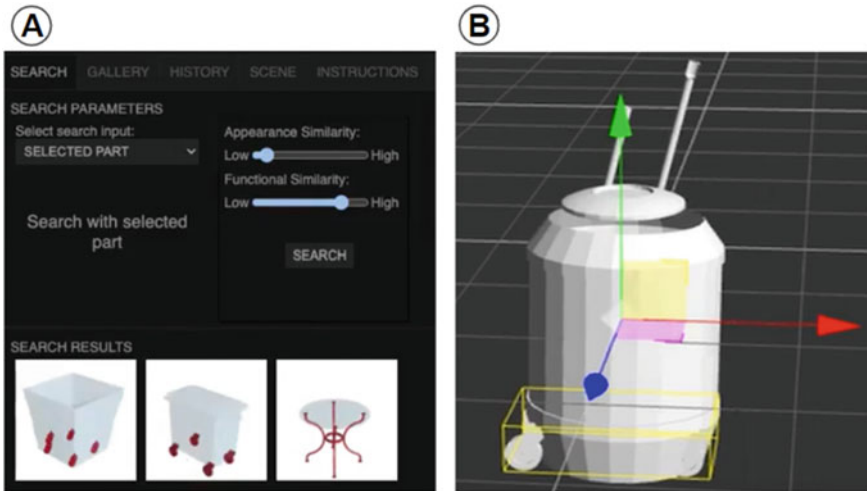 A
B
SEARCH GALLERY HISTORY SCENE INSTRUCTIONS
SEARCH PARAMETERS
Select search input:
SELECTED PART
Search with selected
part
Appearance Similarity:
Low High
Functional Similarity:
Low High
SEARCH
SEARCH RESULTS